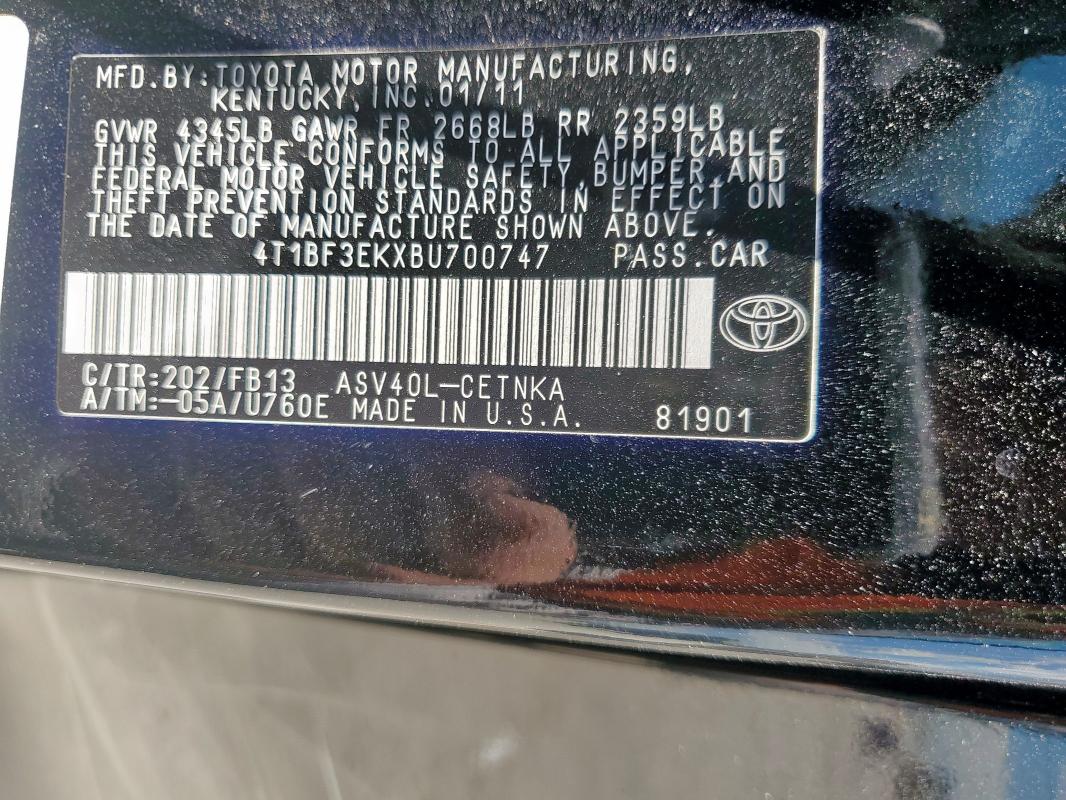 MFD. BY: TOYOTA MOTOR MANUFACTURING,
KENTUCKY, INC. 01/11
GVWR 4345LB GAWR FR 2668LB RR 2359LB
THIS VEHICLE CONFORMS TO ALL APPLICABLE
FEDERAL MOTOR VEHICLE SAFETY, BUMPER, AND
THEFT PREVENTION STANDARDS IN EFFECT ON
THE DATE OF MANUFACTURE SHOWN ABOVE.
4T1BF3EKXBU700747 PASS. CAR
C/TR: 202/FB13 ASV40L-CETNKA
A/TM: -05A/U760E MADE IN U.S.A. 81901